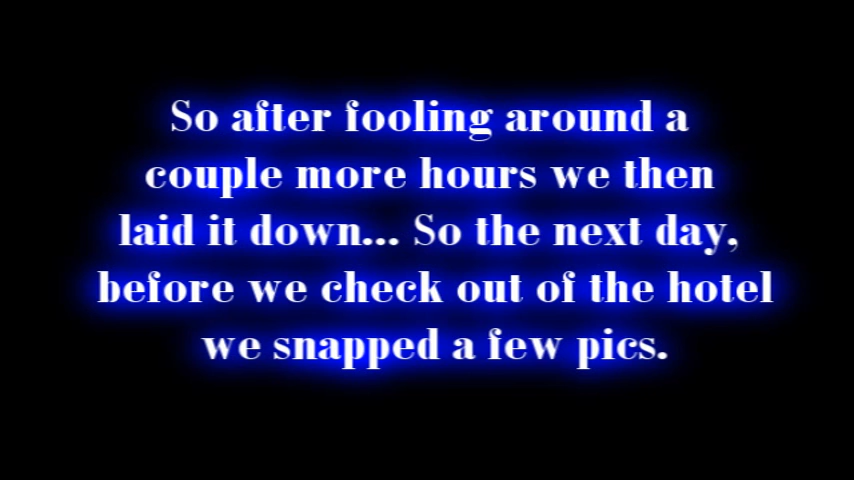 So after fooling around a
couple more hours we then
laid it down... So the next day,
before we check out of the hotel
we snapped a few pics.